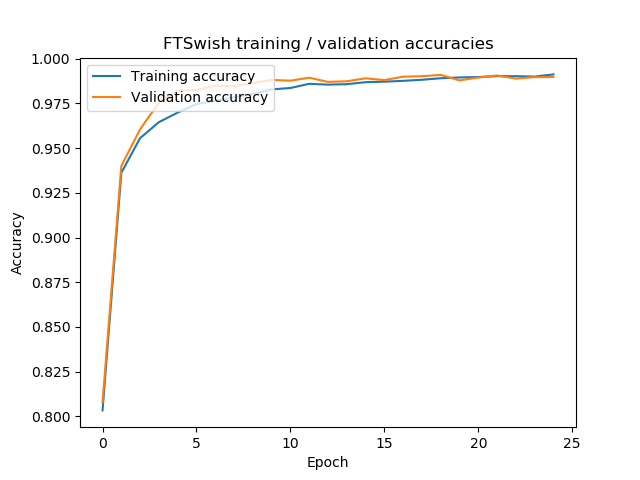 FTSwish training / validation accuracies
1.000
0.975
0.950
0.925
0.900
0.875
0.850
0.825
0.800
Accuracy
Training accuracy
Validation accuracy
0 5 10 15 20 25
Epoch